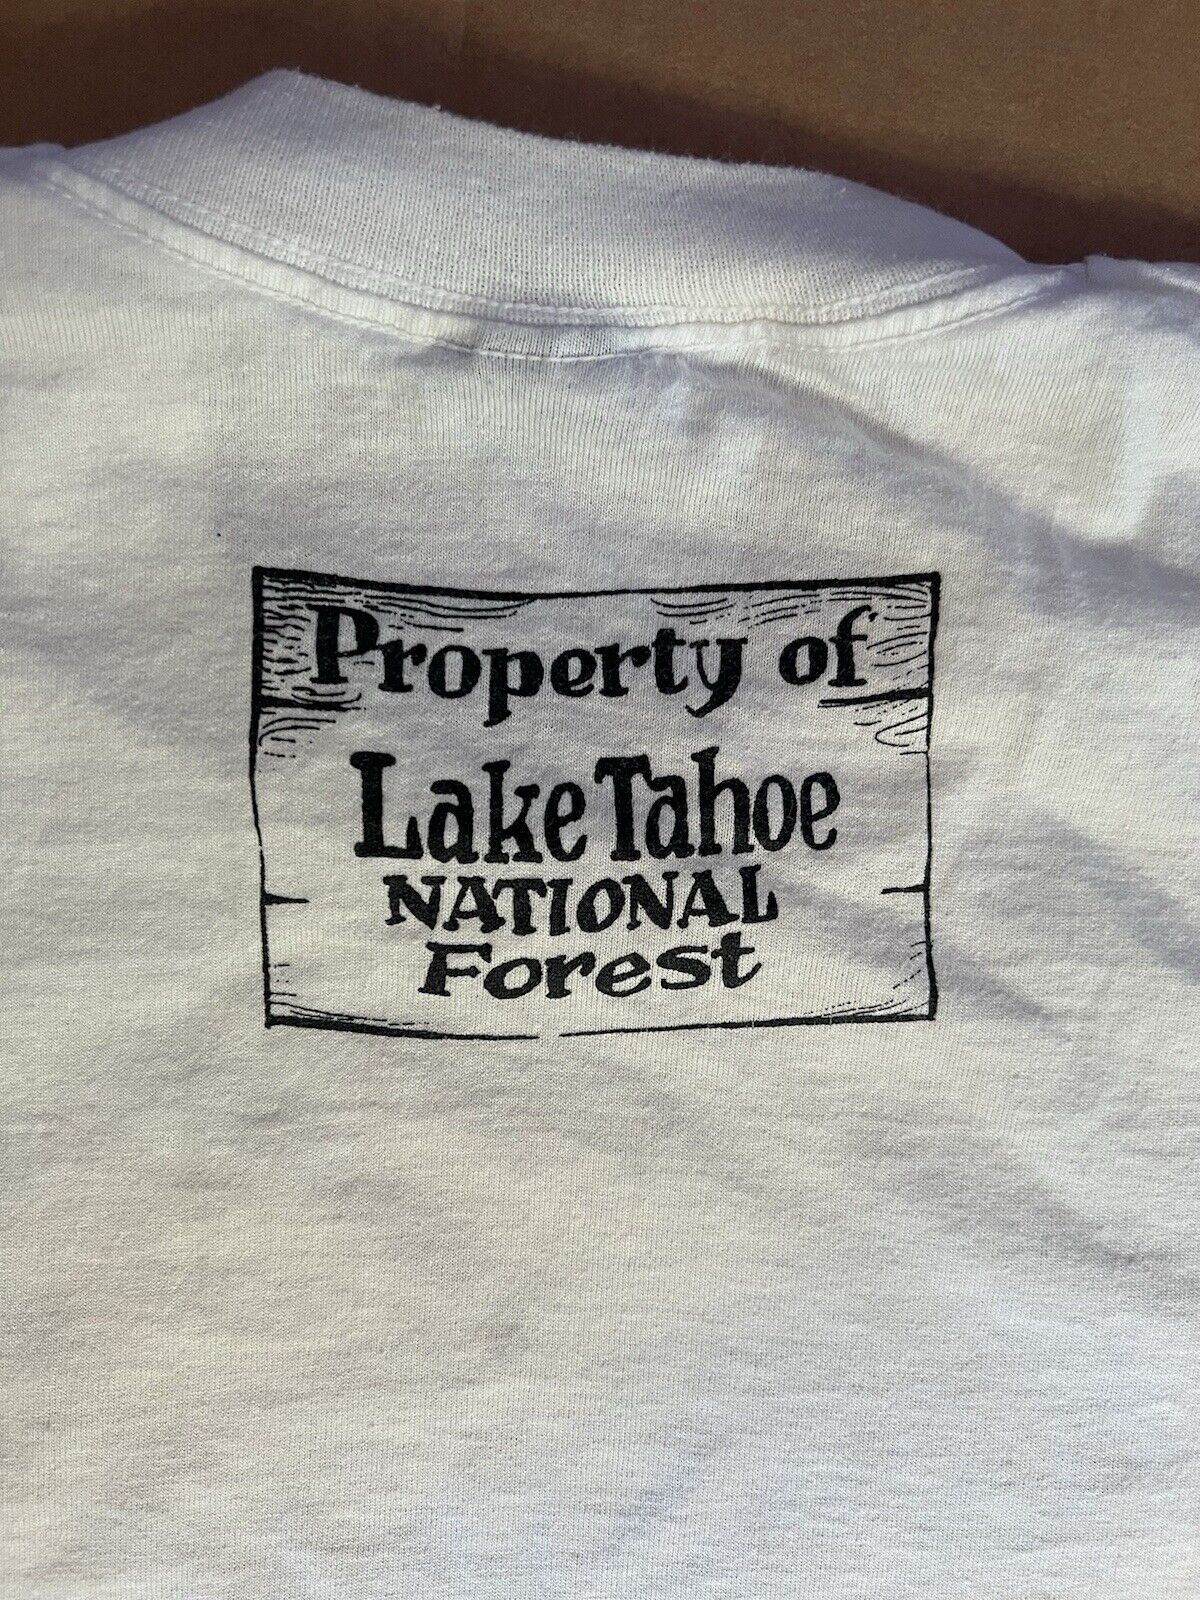 Property of
Lake Tahoe
NATIONAL
Forest